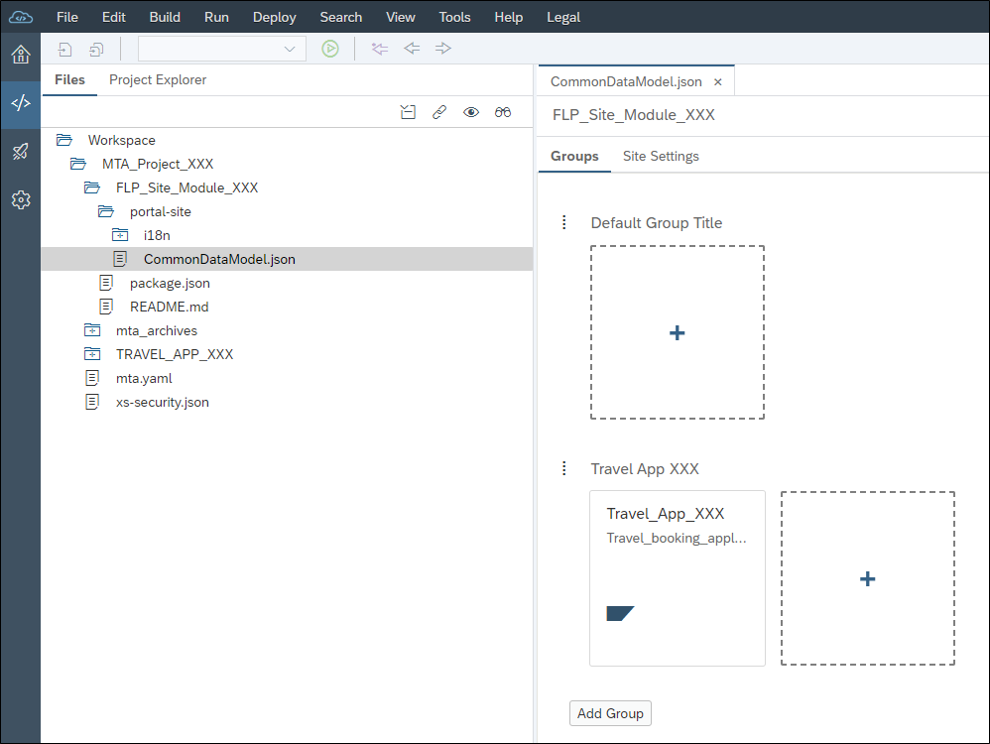 File Edit Build Run Deploy Search View Tools Help Legal
Files Project Explorer
CommonDataModel.json ×
FLP_Site_Module_XXX
Groups Site Settings
Workspace
MTA_Project_XXX
FLP_Site_Module_XXX
portal-site
i18n
CommonDataModel.json
package.json
README.md
mta_archives
TRAVEL_APP_XXX
mta.yaml
xs-security.json
Default Group Title
+
Travel App XXX
Travel_App_XXX
Travel_booking_appl...
+
Add Group